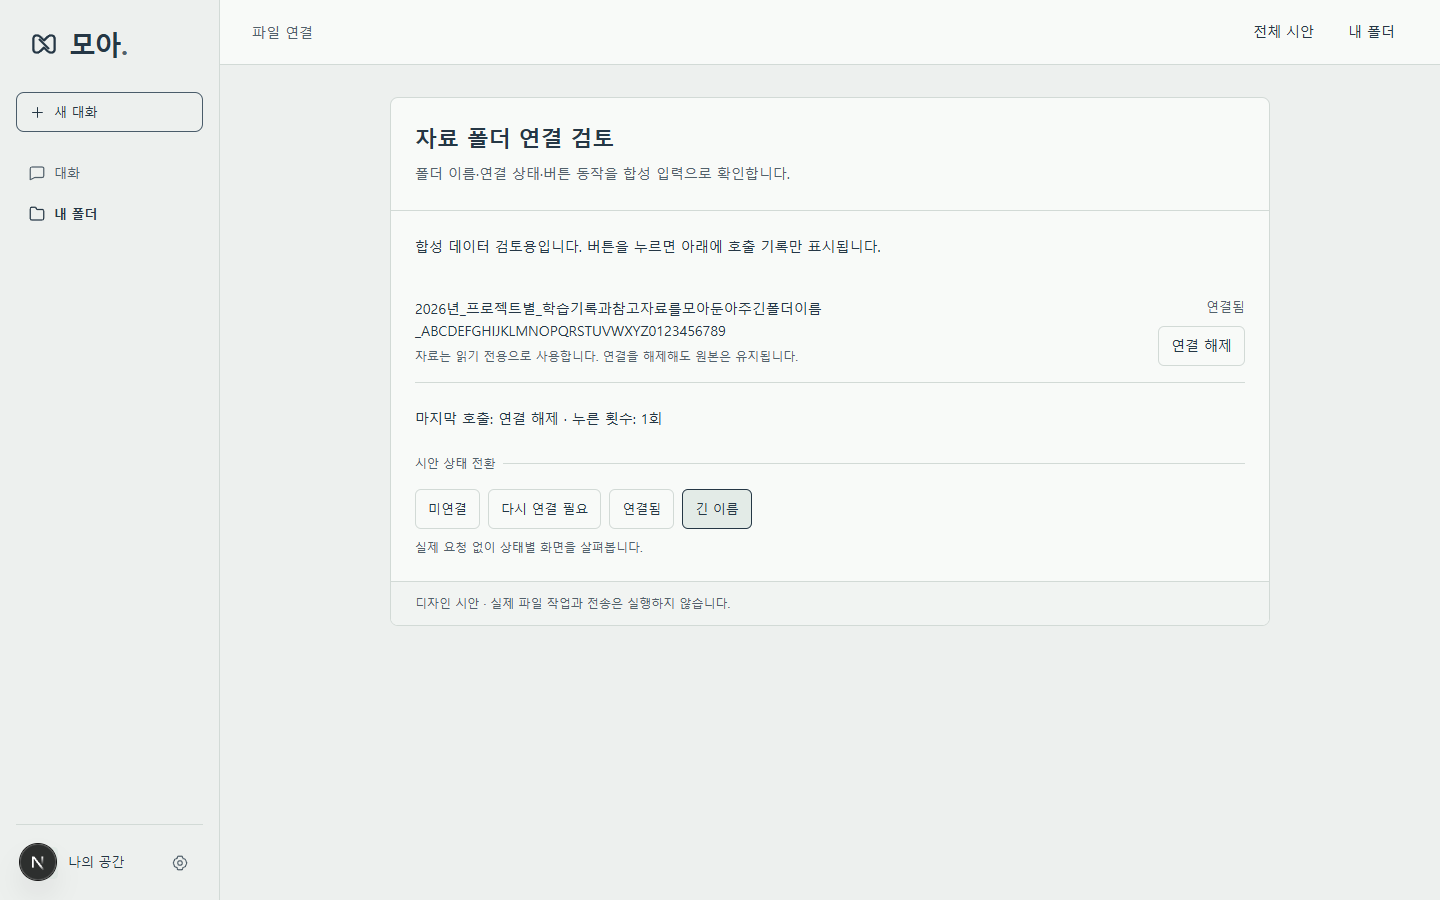 모아.
새 대화
대화
내 폴더
N
나의 공간
파일 연결
전체 시안
내 폴더
자료 폴더 연결 검토
폴더 이름·연결 상태·버튼 동작을 합성 입력으로 확인합니다.
합성 데이터 검토용입니다. 버튼을 누르면 아래에 호출 기록만 표시됩니다.
2026년_프로젝트별_학습기록과참고자료를모아둔아주긴폴더이름
_ABCDEFGHIJKLMNOPQRSTUVWXYZ0123456789
자료는 읽기 전용으로 사용합니다. 연결을 해제해도 원본은 유지됩니다.
연결됨
연결 해제
마지막 호출: 연결 해제 · 누른 횟수: 1회
시안 상태 전환
미연결
다시 연결 필요
연결됨
긴 이름
실제 요청 없이 상태별 화면을 살펴봅니다.
디자인 시안 · 실제 파일 작업과 전송은 실행하지 않습니다.